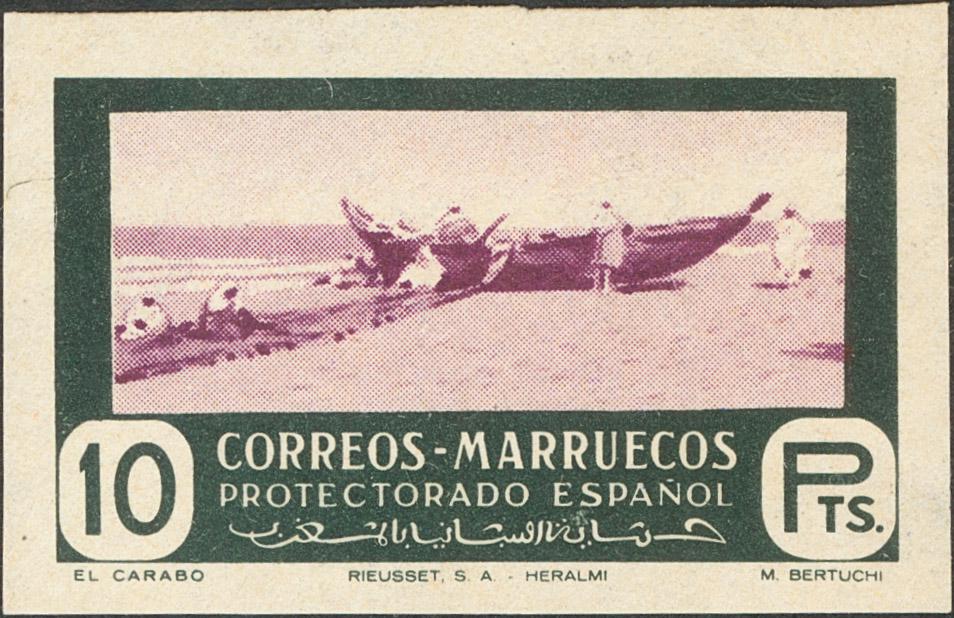 10
CORREOS-MARRUECOS
PROTECTORADO ESPAÑOL
PTS.
EL CARABO
RIEUSSET, S. A. - HERALMI
M. BERTUCHI